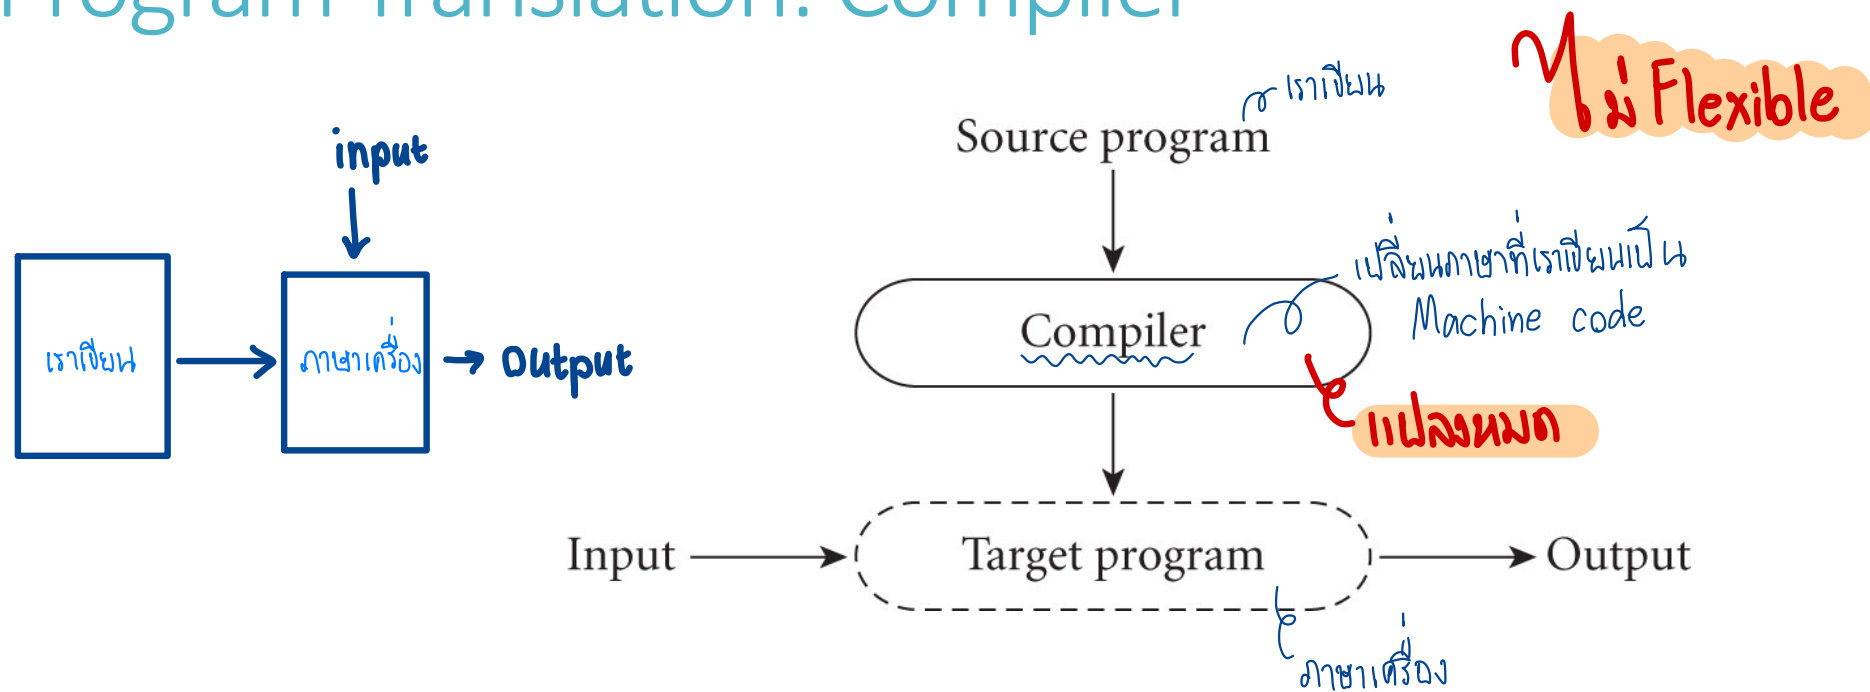 Program Translation: Compiler
ไม่ Flexible
เราเขียน
Source program
input
เปลี่ยนภาษาที่เราเขียนเป็น
Machine code
Compiler
เราเขียน
ภาษาเครื่อง
Output
แปลงหมด
Input
Target program
Output
ภาษาเครื่อง